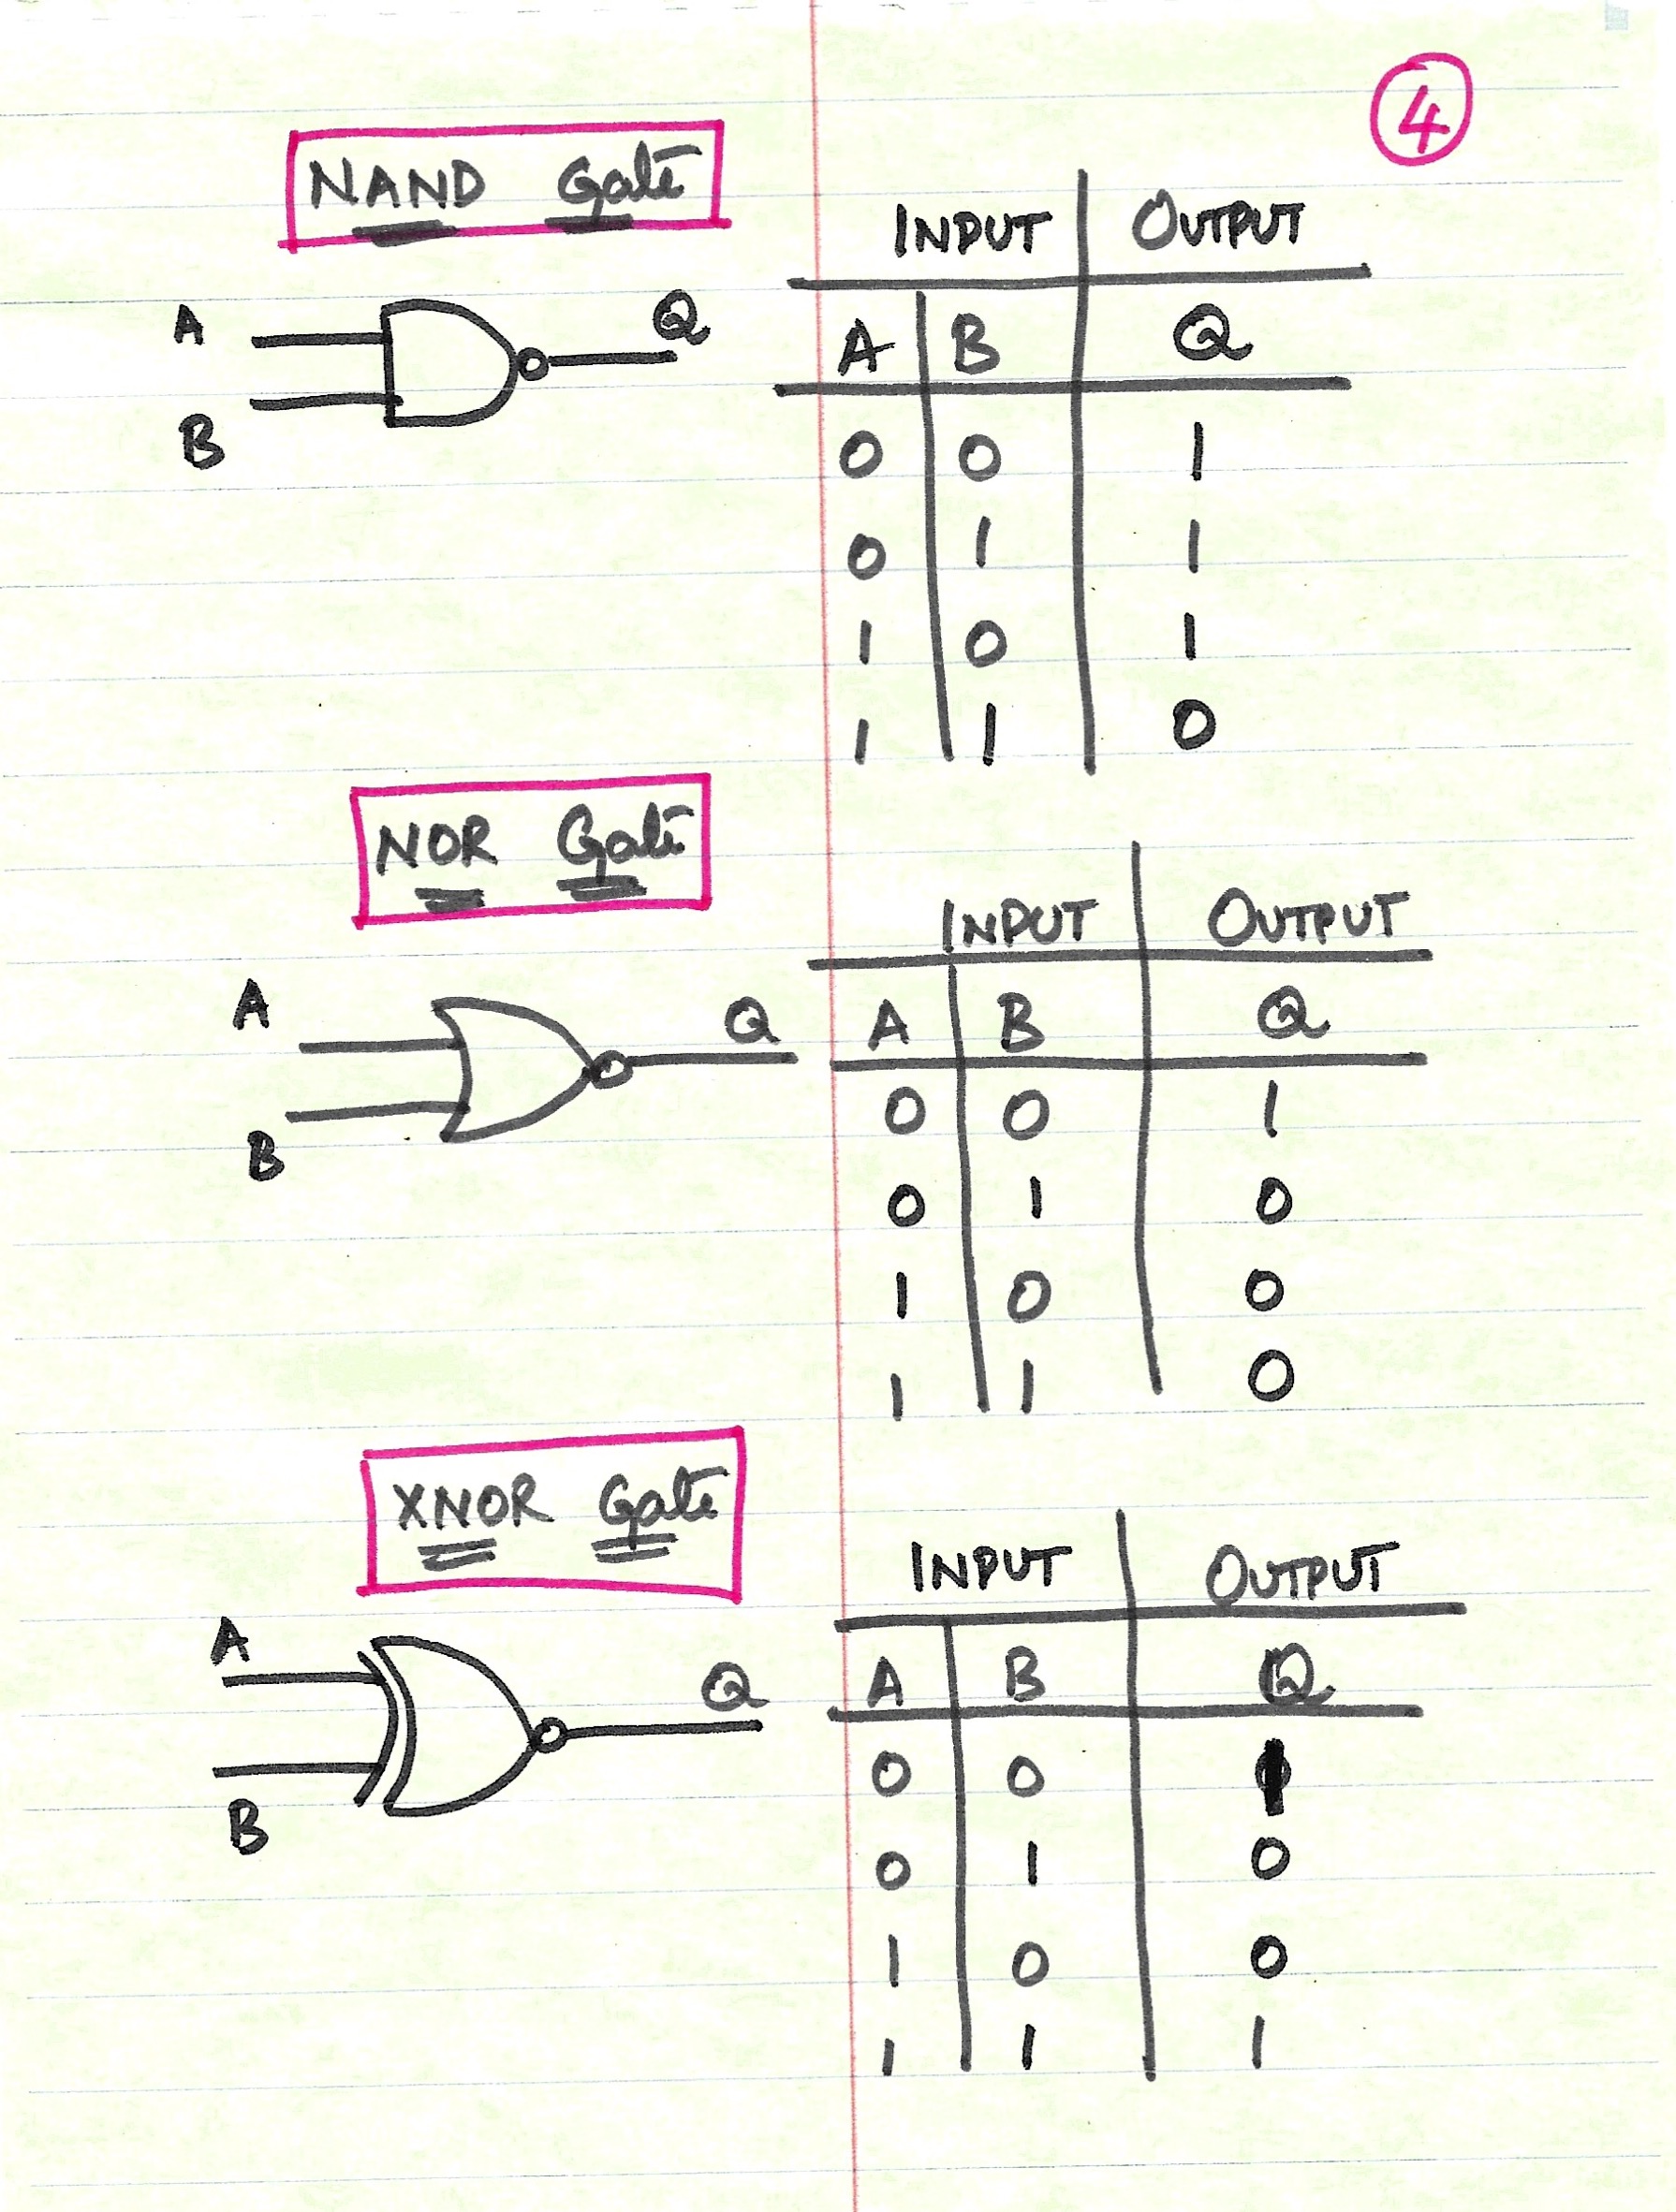 4
NAND Gate
INPUT OUTPUT
A Q
A B Q
B
0 0 1
0 1 1
1 0 1
1 1 0
NOR Gate
INPUT OUTPUT
A Q
A B Q
B
0 0 1
0 1 0
1 0 0
1 1 0
XNOR Gate
INPUT OUTPUT
A Q
A B Q
B
0 0 1
0 1 0
1 0 0
1 1 1